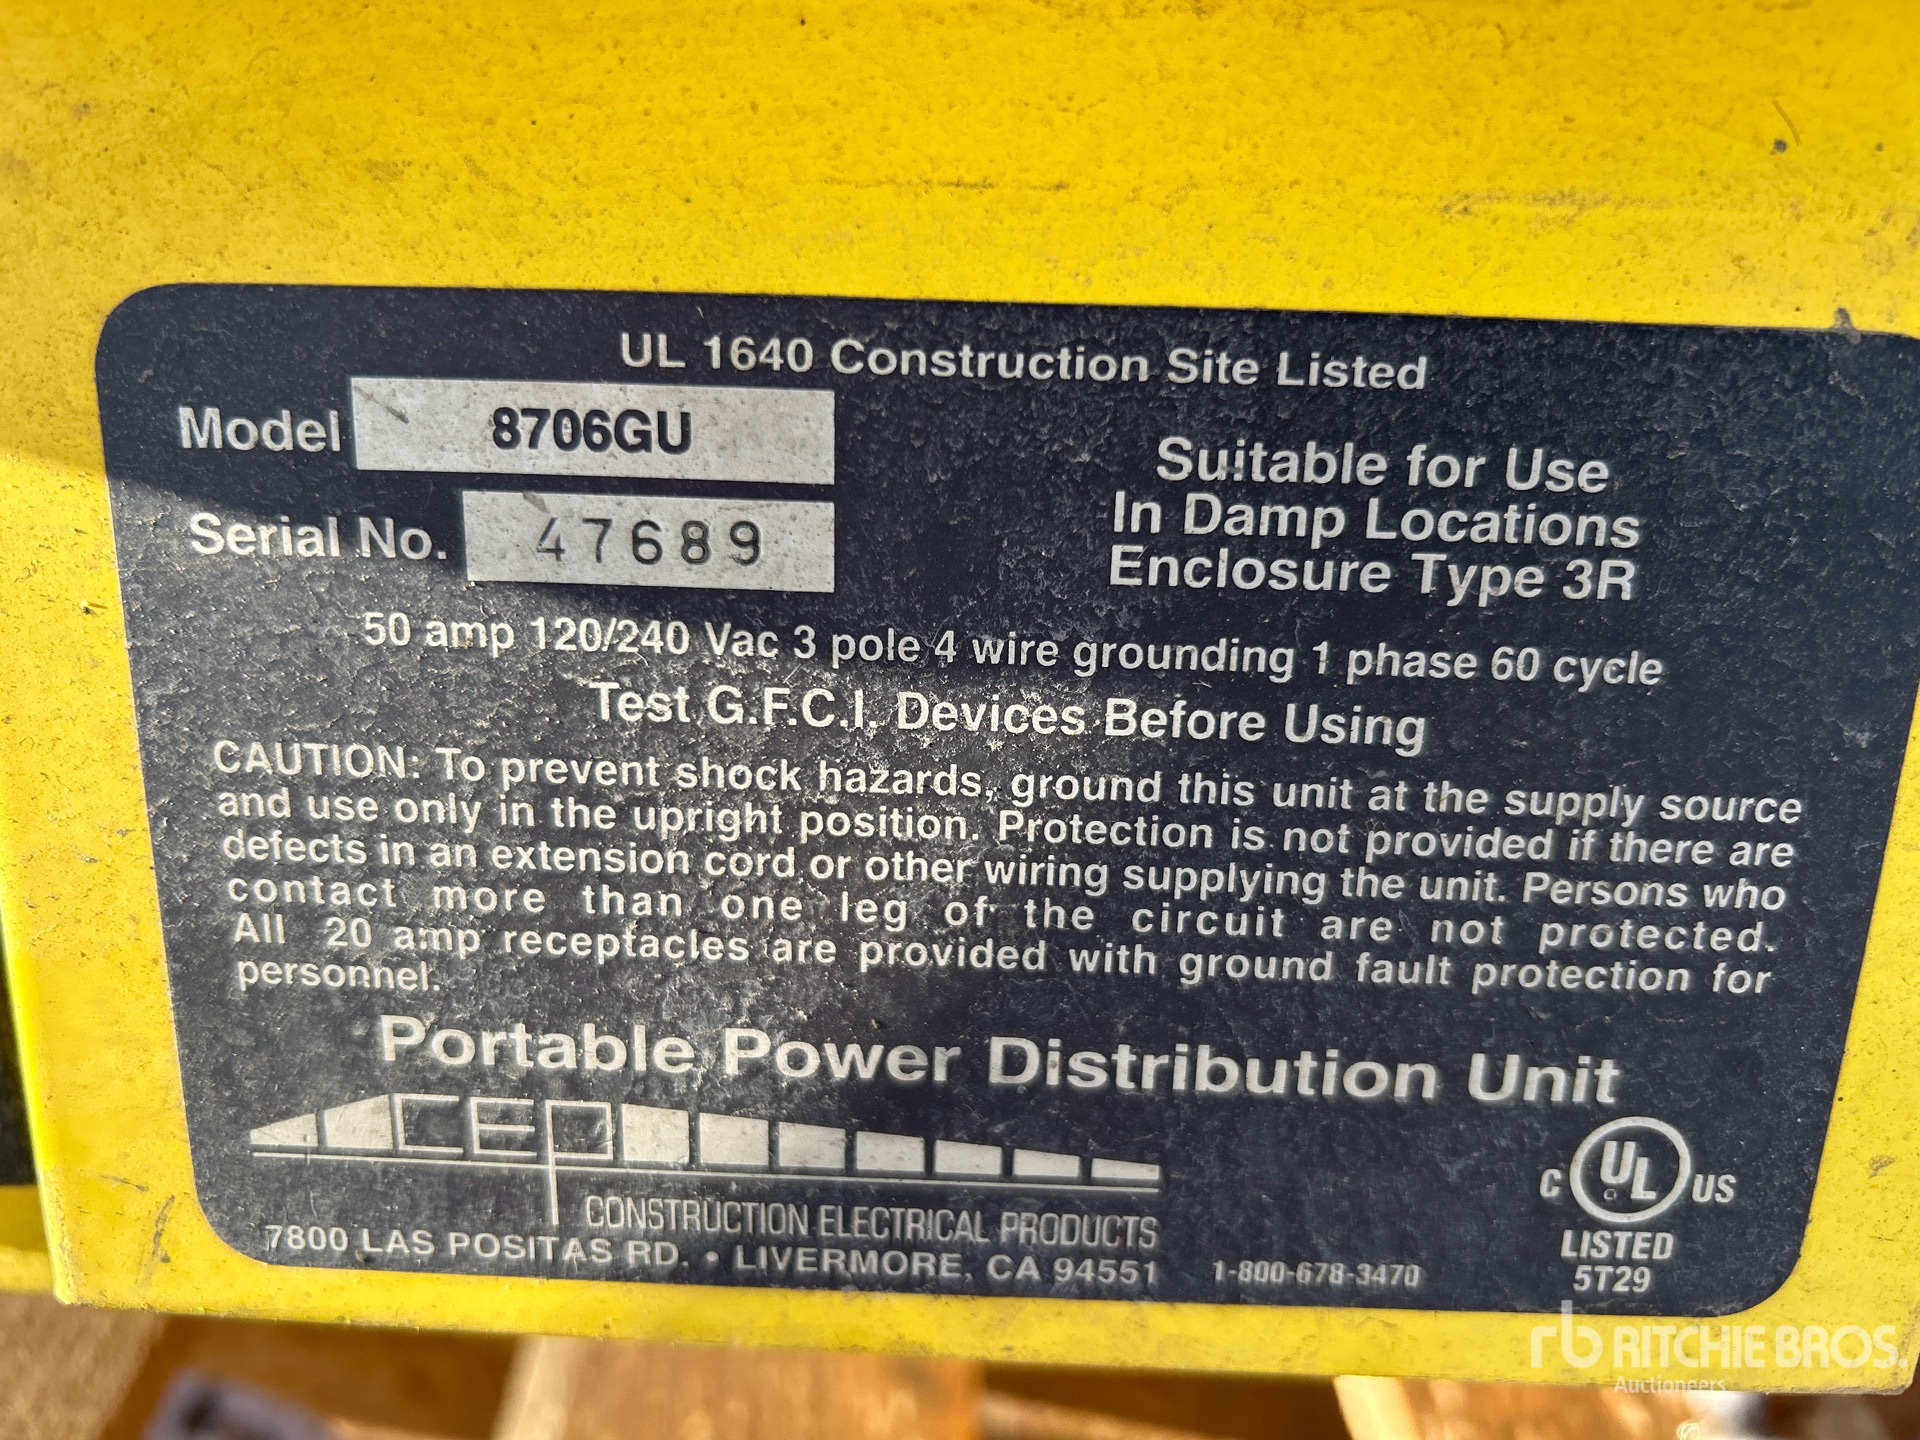 UL 1640 Construction Site Listed
Model 8706GU
Serial No. 47689
Suitable for Use
In Damp Locations
Enclosure Type 3R
50 amp 120/240 Vac 3 pole 4 wire grounding 1 phase 60 cycle
Test G.F.C.I. Devices Before Using
CAUTION: To prevent shock hazards, ground this unit at the supply source
and use only in the upright position. Protection is not provided if there are
defects in an extension cord or other wiring supplying the unit. Persons who
contact more than one leg of the circuit are not protected.
All 20 amp receptacles are provided with ground fault protection for
personnel.
Portable Power Distribution Unit
CEP
CONSTRUCTION ELECTRICAL PRODUCTS
7800 LAS POSITAS RD. • LIVERMORE, CA 94551 1-800-678-3470
C UL US
LISTED
5T29
rb RITCHIE BROS.
Auctioneers